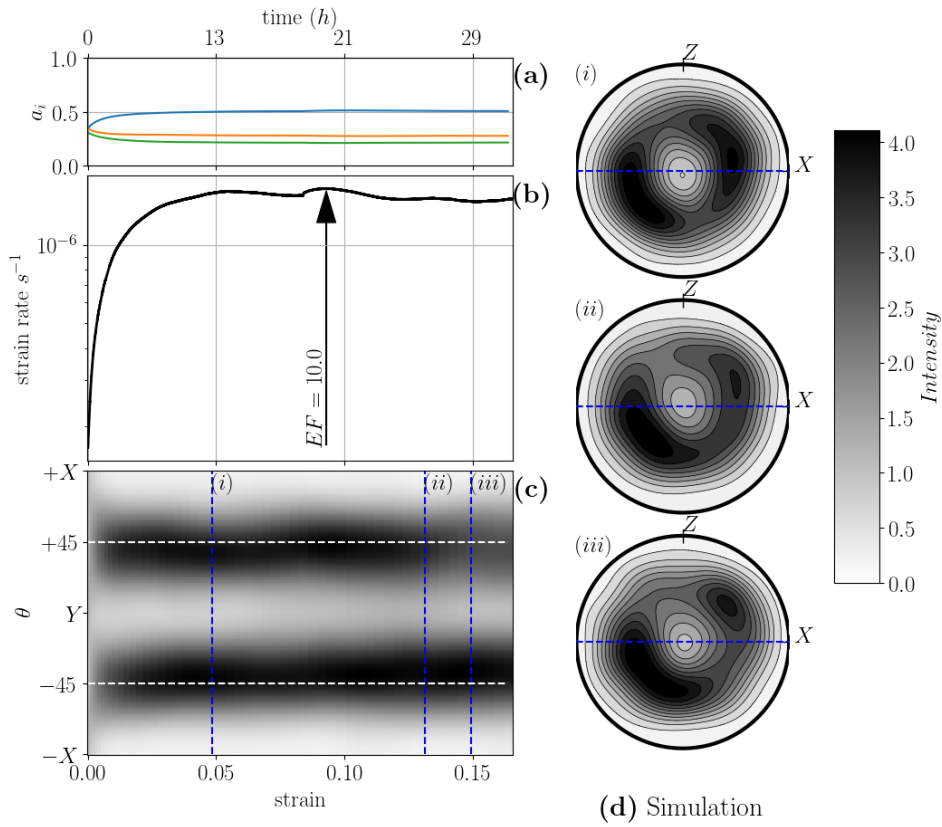 time (h)
0 13 21 29
1.0
0.5
0.0
a_i
(a)
10^{-6}
strain rate s^{-1}
EF = 10.0
(b)
+X
+45
Y
−45
−X
θ
(i) (ii) (iii)
(c)
0.00 0.05 0.10 0.15
strain
(i)
Z
X
(ii)
Z
X
(iii)
Z
X
(d) Simulation
4.0
3.5
3.0
2.5
2.0
1.5
1.0
0.5
0.0
Intensity